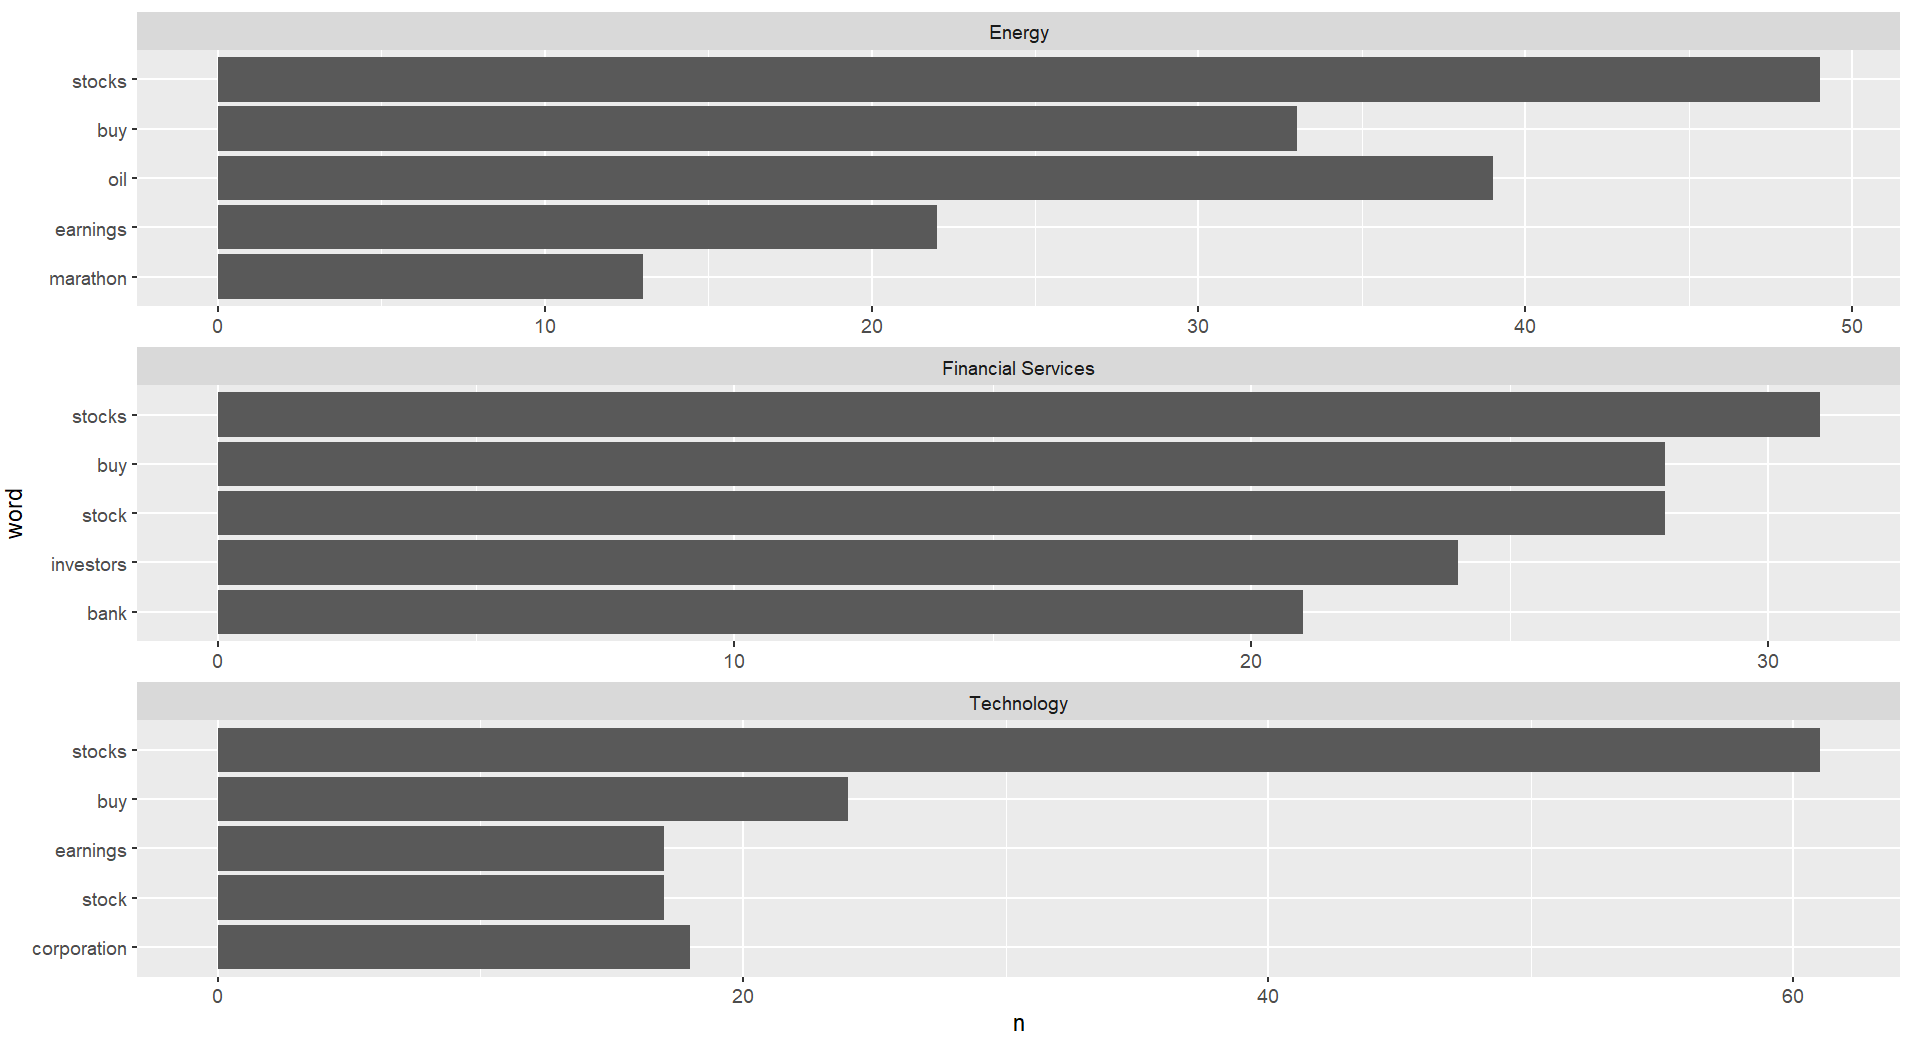 Energy
stocks
buy
oil
earnings
marathon
0 10 20 30 40 50
Financial Services
stocks
buy
stock
investors
bank
0 10 20 30
Technology
stocks
buy
earnings
stock
corporation
0 20 40 60
n
word